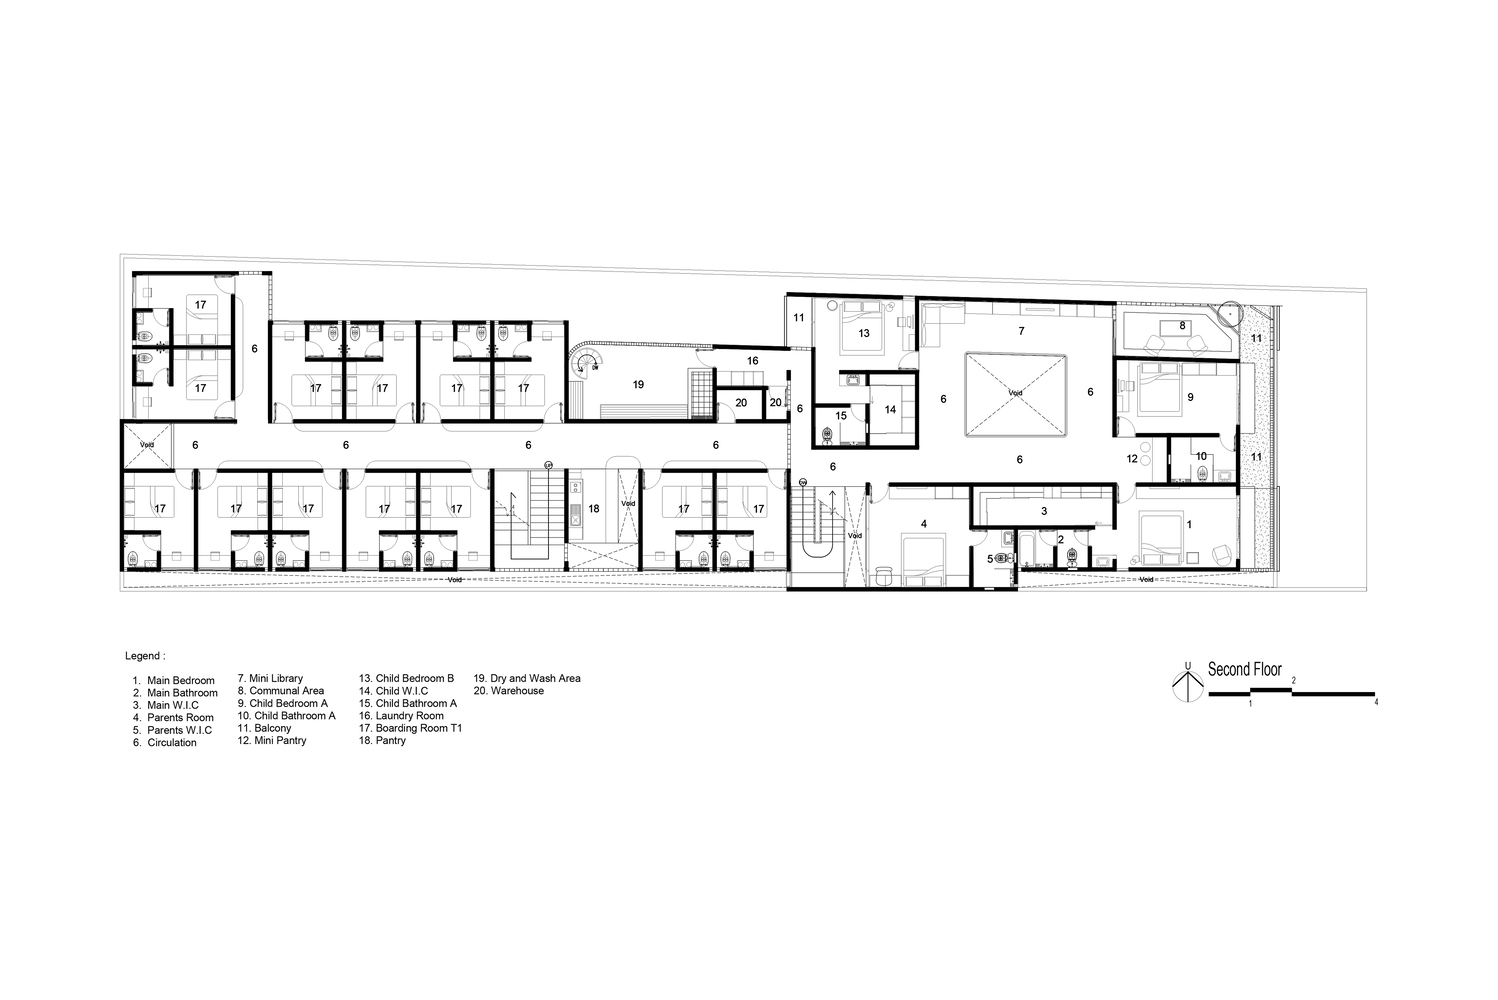 17
11
11
8
7
13
6
16
17
19
17
17
17
17
20
20
6
15
14
6
6
9
Void
DW
Void
6
6
6
6
6
6
12
10
11
UP
DW
17
17
17
17
17
18
Void
17
17
Void
4
3
1
2
5
Void
Void
Legend :
1. Main Bedroom
2. Main Bathroom
3. Main W.I.C
4. Parents Room
5. Parents W.I.C
6. Circulation
7. Mini Library
8. Communal Area
9. Child Bedroom A
10. Child Bathroom A
11. Balcony
12. Mini Pantry
13. Child Bedroom B
14. Child W.I.C
15. Child Bathroom A
16. Laundry Room
17. Boarding Room T1
18. Pantry
19. Dry and Wash Area
20. Warehouse
U
Second Floor
1
2
4